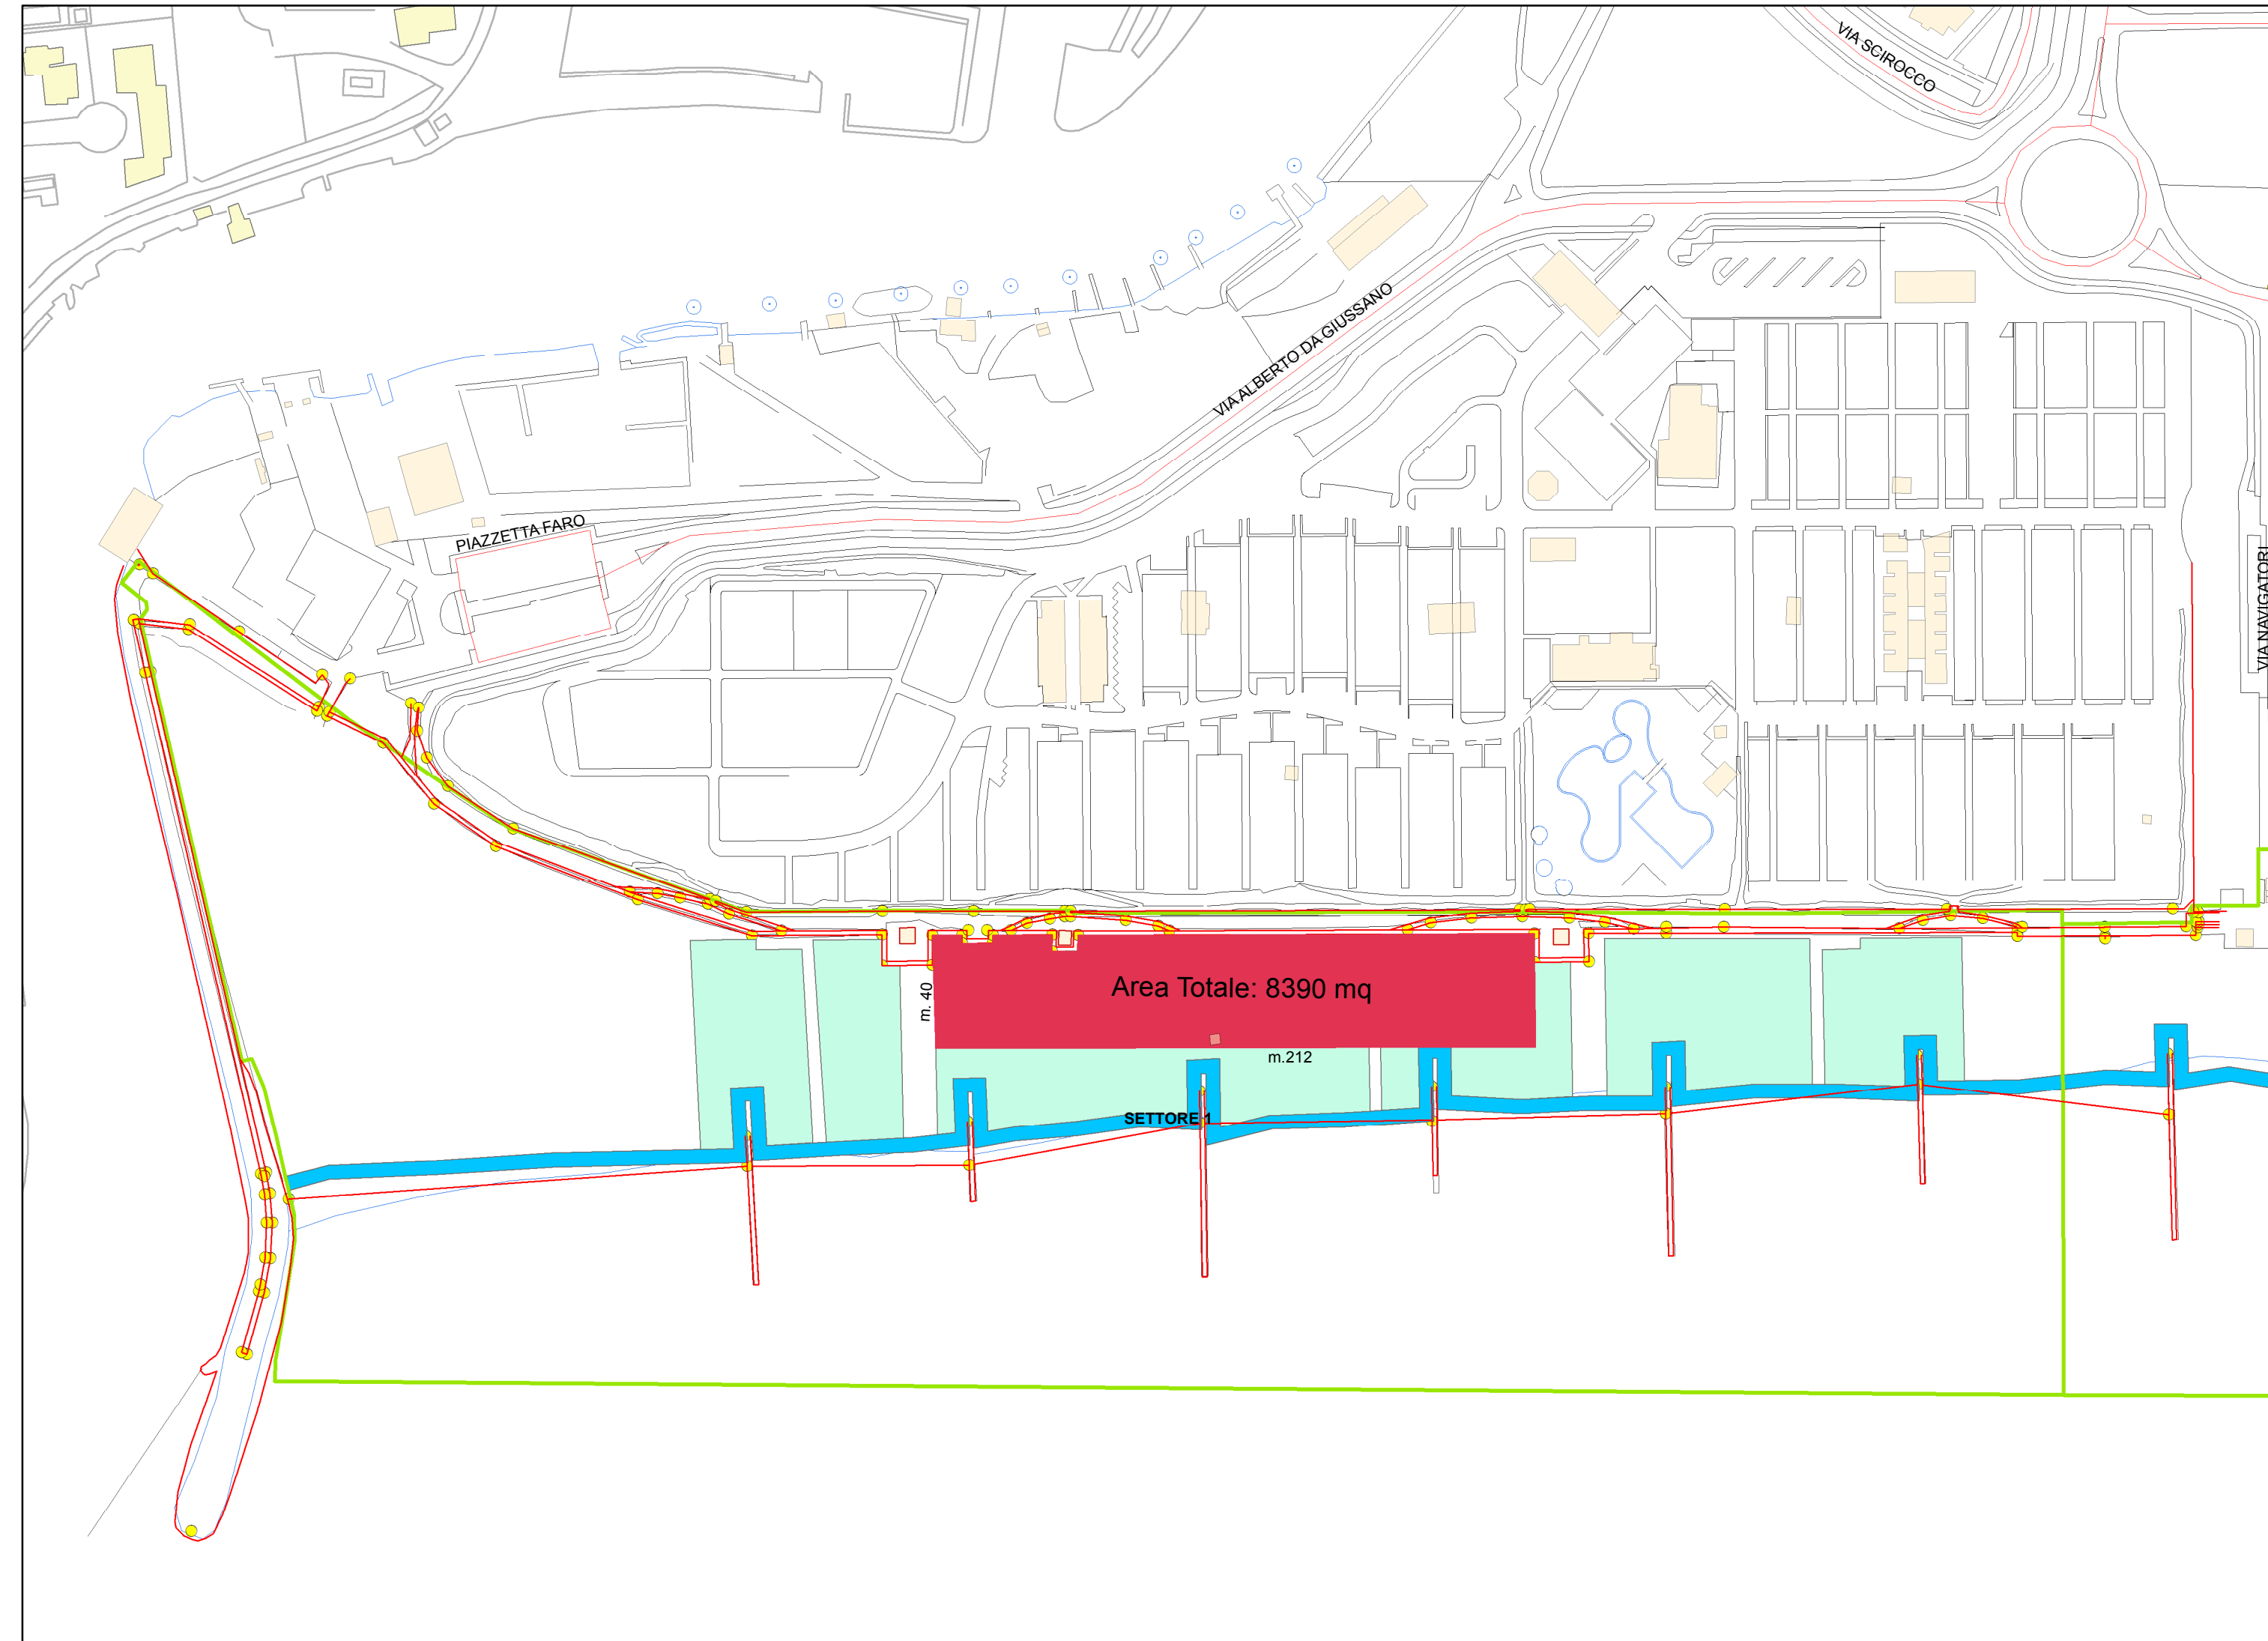 VIA SCIROCCO
VIA ALBERTO DA GIUSSANO
PIAZZETTA FARO
VIA NAVIGATORI
Area Totale: 8390 mq
m. 40
m.212
SETTORE 1